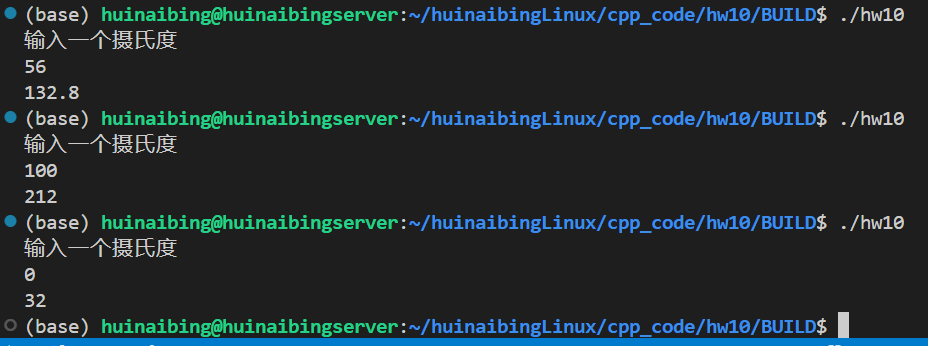 (base) huinaibing@huinaibingserver:~/huinaibingLinux/cpp_code/hw10/BUILD$ ./hw10
输入一个摄氏度
56
132.8
(base) huinaibing@huinaibingserver:~/huinaibingLinux/cpp_code/hw10/BUILD$ ./hw10
输入一个摄氏度
100
212
(base) huinaibing@huinaibingserver:~/huinaibingLinux/cpp_code/hw10/BUILD$ ./hw10
输入一个摄氏度
0
32
(base) huinaibing@huinaibingserver:~/huinaibingLinux/cpp_code/hw10/BUILD$